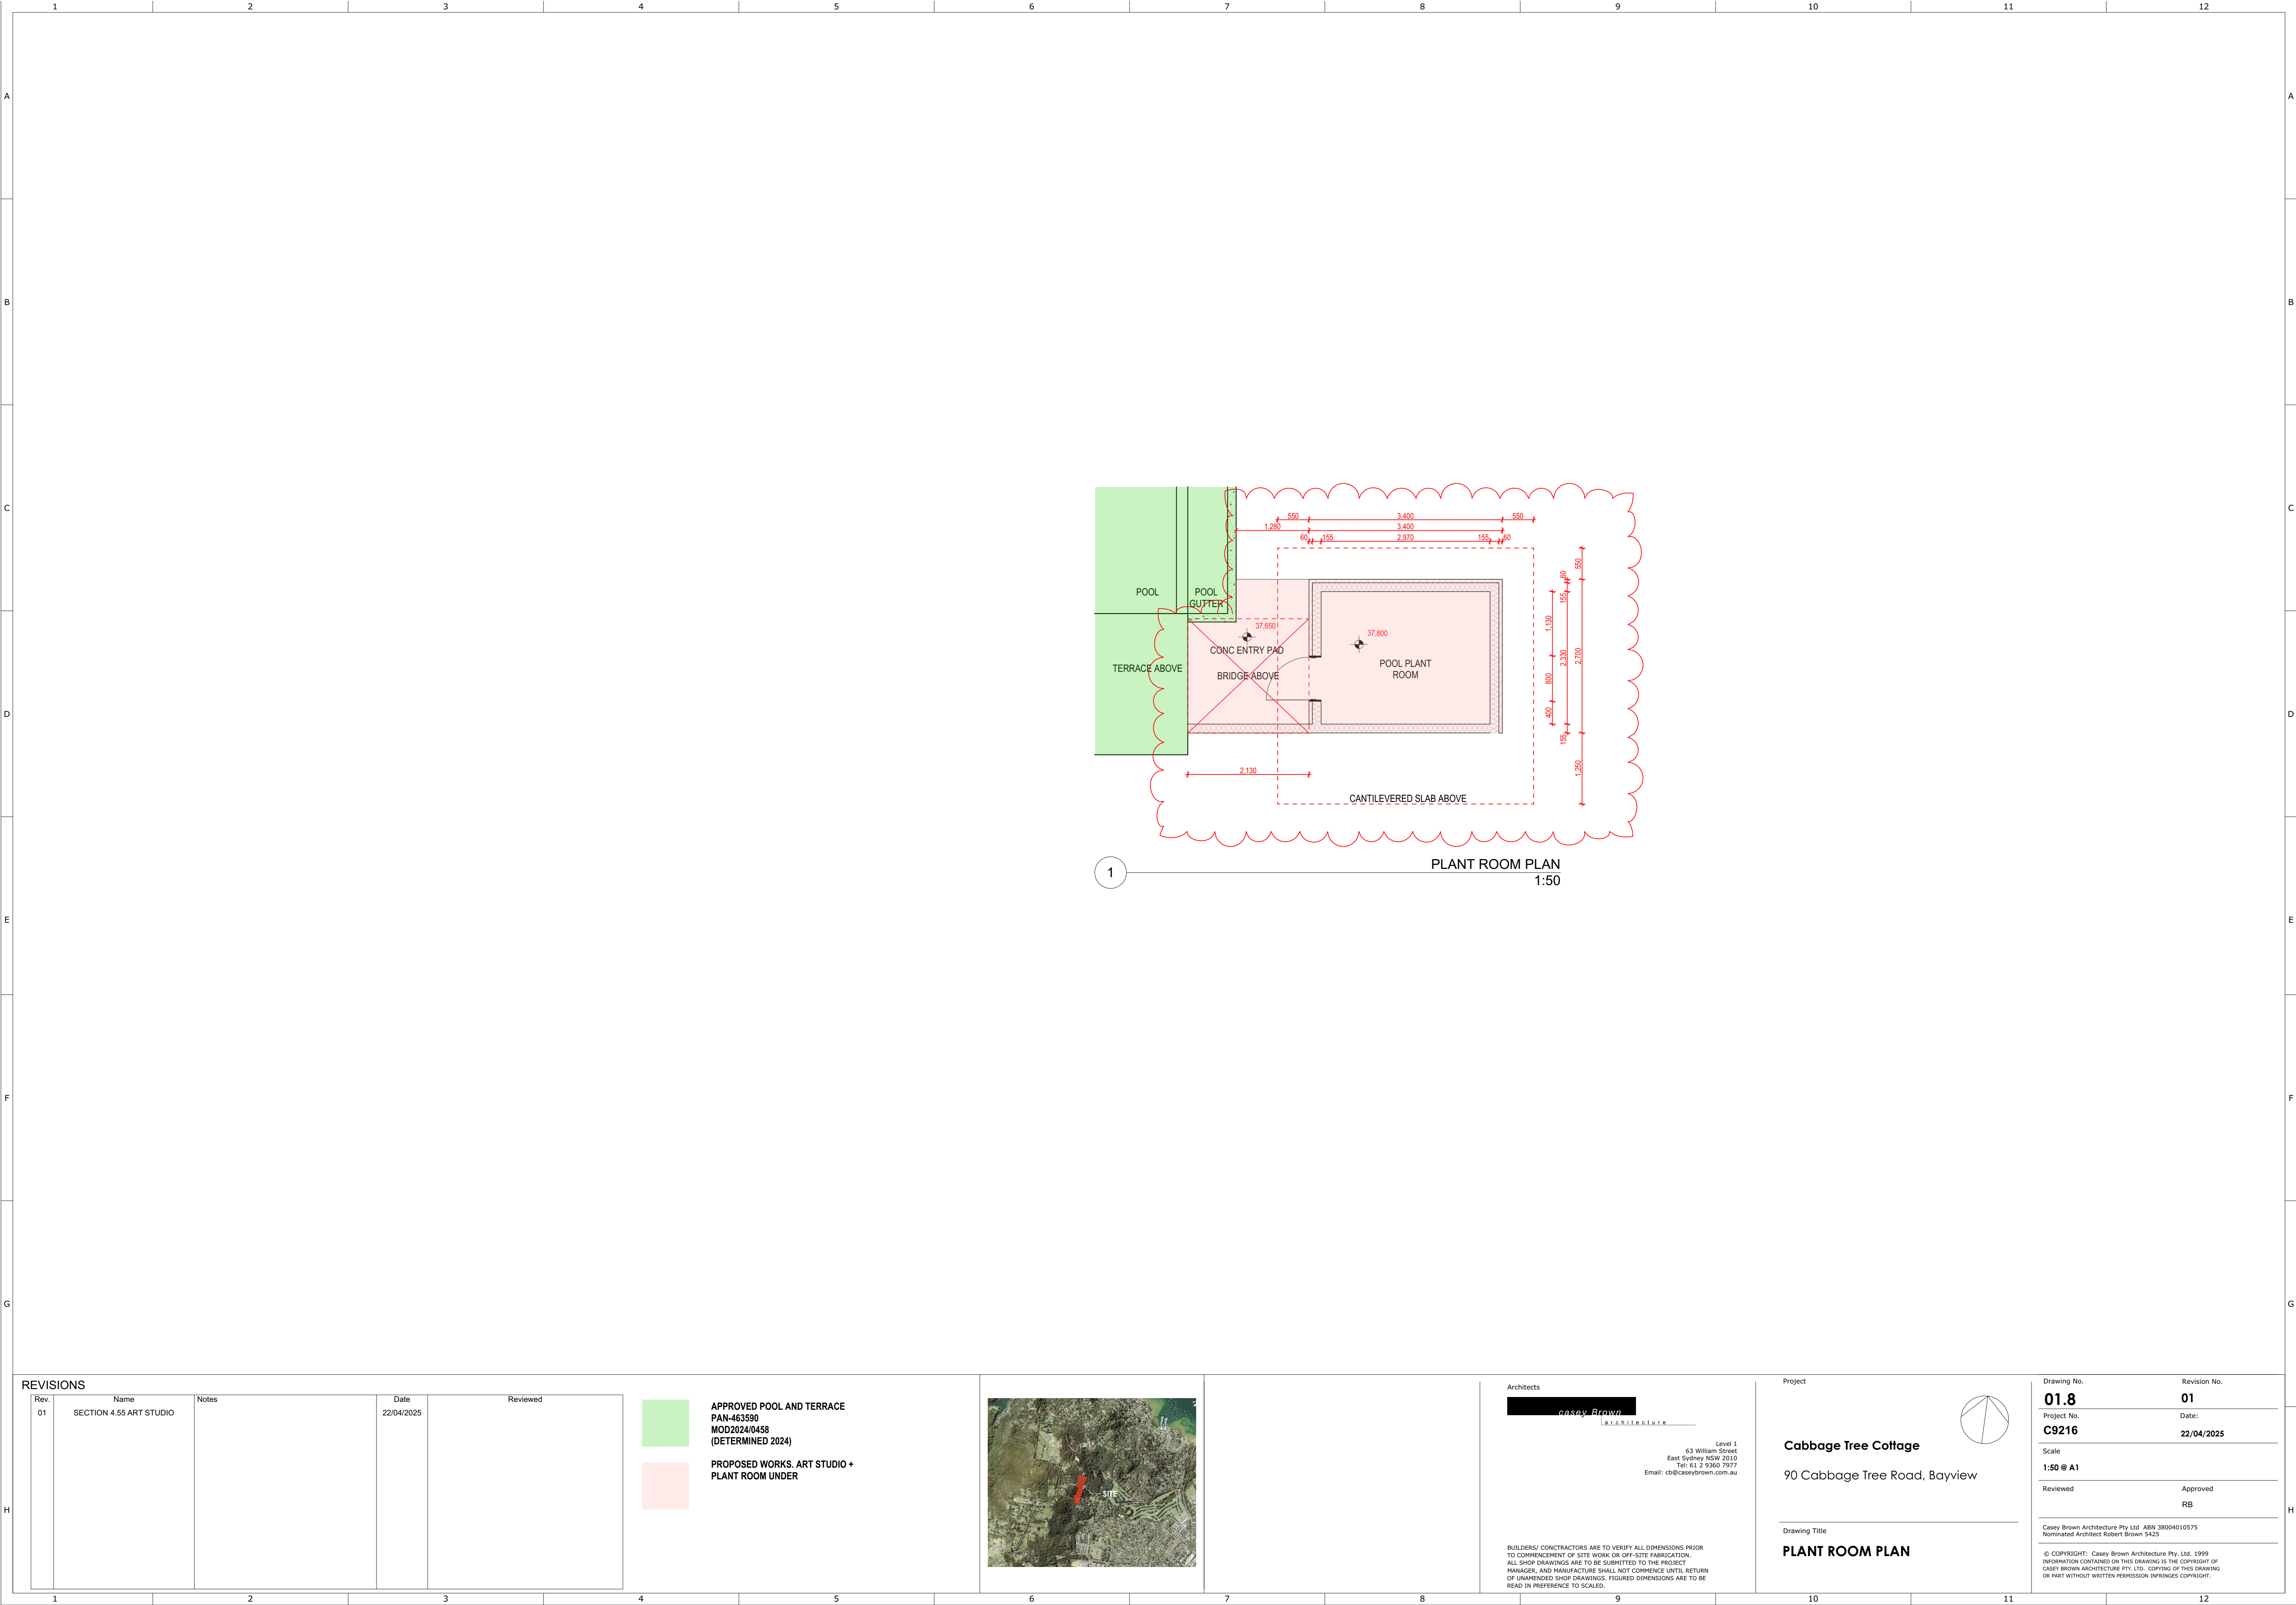 1 2 3 4 5 6 7 8 9 10 11 12
A A
B B
C C
D D
E E
F F
G G
H H
550 3,400 550
1,280 3,400
60 155 2,970 155 60
550
60
155
1,130
2,330
2,700
800
400
155
1,250
POOL
POOL
GUTTER
37,650
37,800
CONC ENTRY PAD
POOL PLANT
ROOM
TERRACE ABOVE
BRIDGE ABOVE
2,130
CANTILEVERED SLAB ABOVE
1
PLANT ROOM PLAN
1:50
REVISIONS
Rev. Name Notes Date Reviewed
01 SECTION 4.55 ART STUDIO 22/04/2025
APPROVED POOL AND TERRACE
PAN-463590
MOD2024/0458
(DETERMINED 2024)
PROPOSED WORKS. ART STUDIO +
PLANT ROOM UNDER
SITE
Architects
casey Brown
architecture
Level 1
63 William Street
East Sydney NSW 2010
Tel: 61 2 9360 7977
Email: cb@caseybrown.com.au
BUILDERS/ CONCTRACTORS ARE TO VERIFY ALL DIMENSIONS PRIOR
TO COMMENCEMENT OF SITE WORK OR OFF-SITE FABRICATION.
ALL SHOP DRAWINGS ARE TO BE SUBMITTED TO THE PROJECT
MANAGER, AND MANUFACTURE SHALL NOT COMMENCE UNTIL RETURN
OF UNAMENDED SHOP DRAWINGS. FIGURED DIMENSIONS ARE TO BE
READ IN PREFERENCE TO SCALED.
Project
Cabbage Tree Cottage
90 Cabbage Tree Road, Bayview
Drawing Title
PLANT ROOM PLAN
Drawing No. Revision No.
01.8 01
Project No. Date:
C9216 22/04/2025
Scale
1:50 @ A1
Reviewed Approved
RB
Casey Brown Architecture Pty Ltd ABN 38004010575
Nominated Architect Robert Brown 5425
© COPYRIGHT: Casey Brown Architecture Pty. Ltd. 1999
INFORMATION CONTAINED ON THIS DRAWING IS THE COPYRIGHT OF
CASEY BROWN ARCHITECTURE PTY. LTD. COPYING OF THIS DRAWING
OR PART WITHOUT WRITTEN PERMISSION INFRINGES COPYRIGHT.
1 2 3 4 5 6 7 8 9 10 11 12